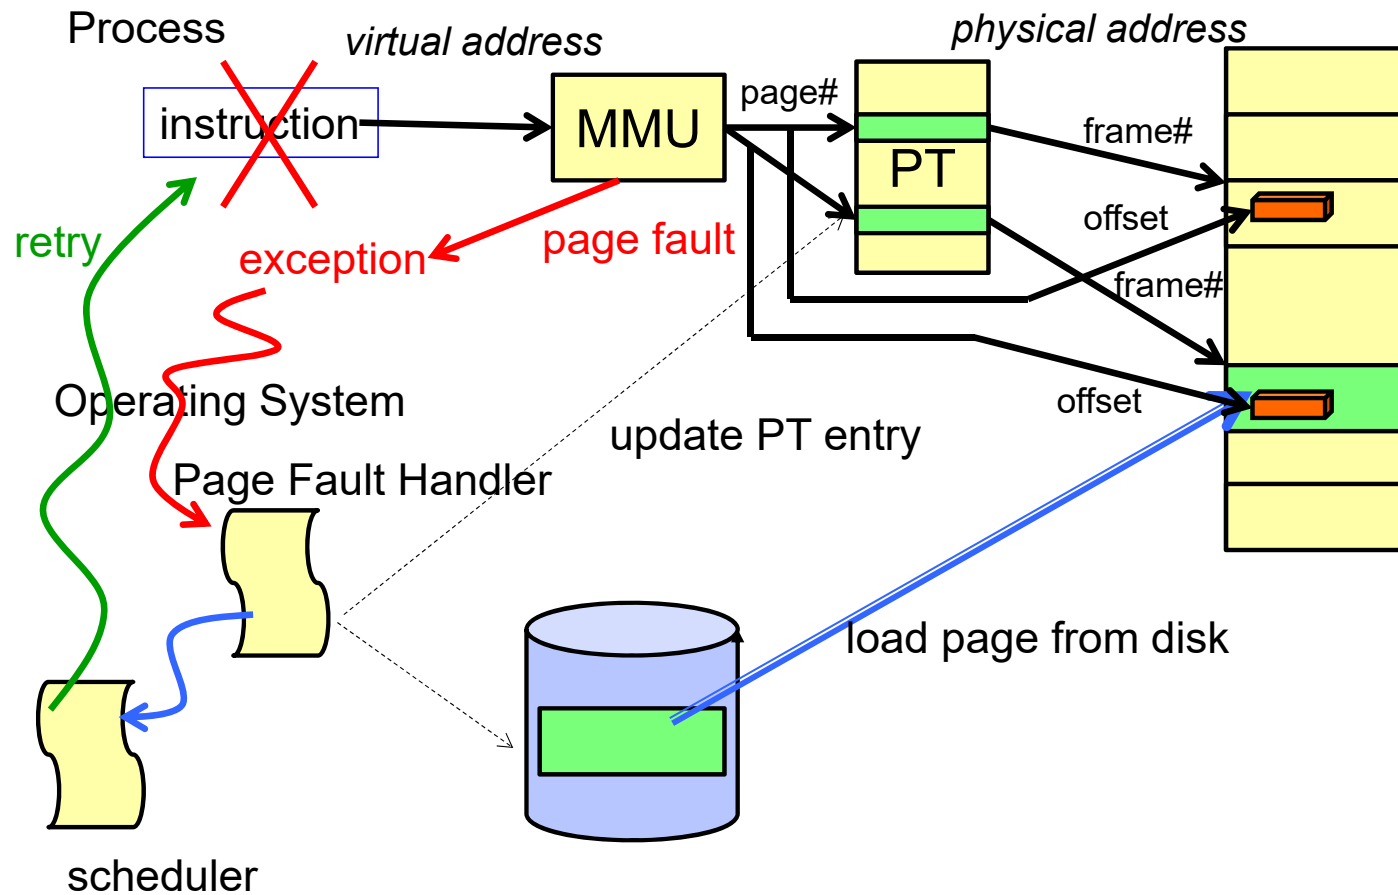 Process
virtual address
physical address
instruction
MMU
page#
PT
frame#
offset
frame#
offset
retry
exception
page fault
Operating System
update PT entry
Page Fault Handler
load page from disk
scheduler